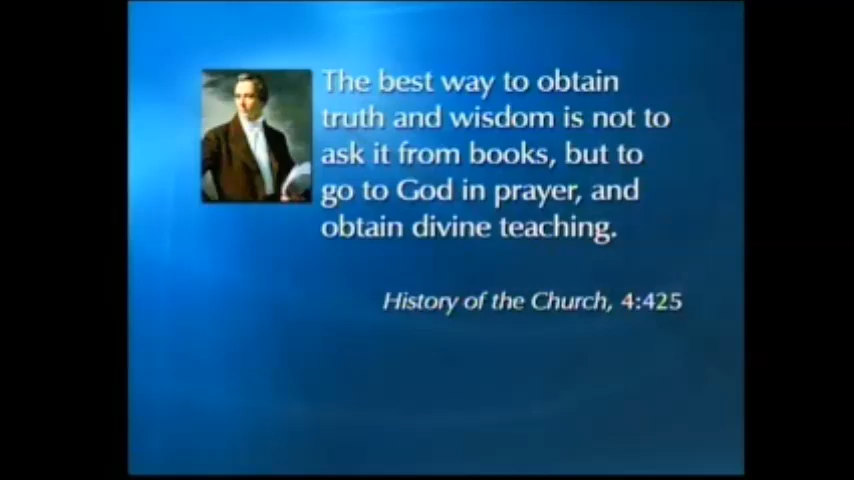 The best way to obtain
truth and wisdom is not to
ask it from books, but to
go to God in prayer, and
obtain divine teaching.
History of the Church, 4:425